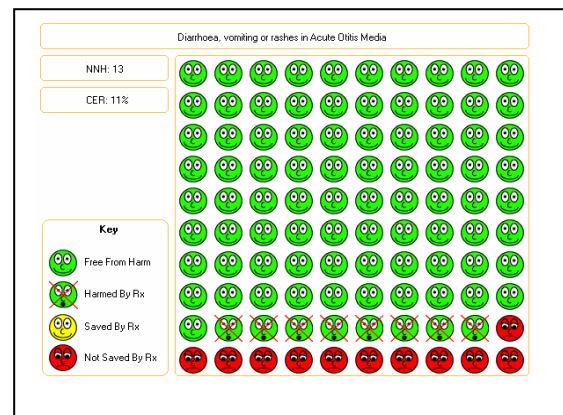 Diarrhoea, vomiting or rashes in Acute Otitis Media
NNH: 13
CER: 11%
Key
Free From Harm
Harmed By Rx
Saved By Rx
Not Saved By Rx